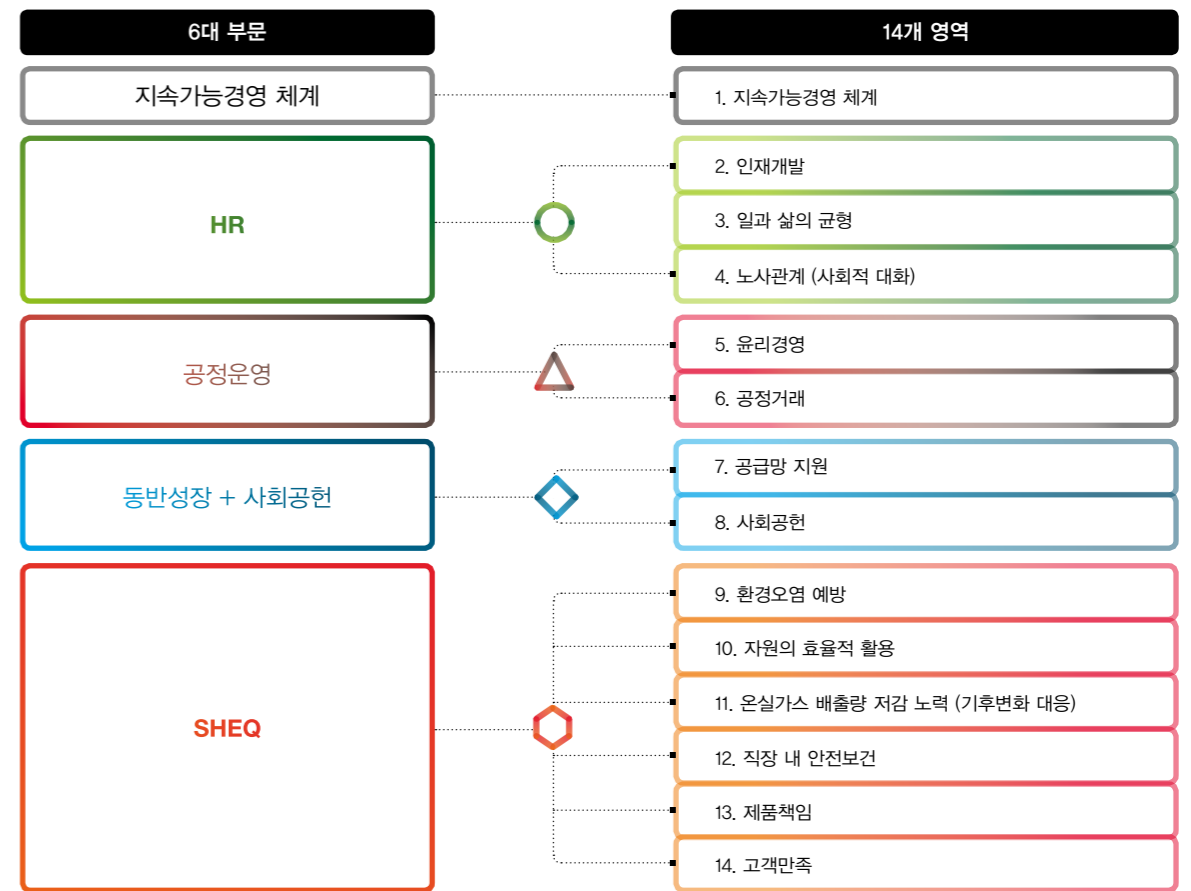 6대 부문
14개 영역
지속가능경영 체계
1. 지속가능경영 체계
HR
2. 인재개발
3. 일과 삶의 균형
4. 노사관계 (사회적 대화)
공정운영
5. 윤리경영
6. 공정거래
동반성장 + 사회공헌
7. 공급망 지원
8. 사회공헌
SHEQ
9. 환경오염 예방
10. 자원의 효율적 활용
11. 온실가스 배출량 저감 노력 (기후변화 대응)
12. 직장 내 안전보건
13. 제품책임
14. 고객만족